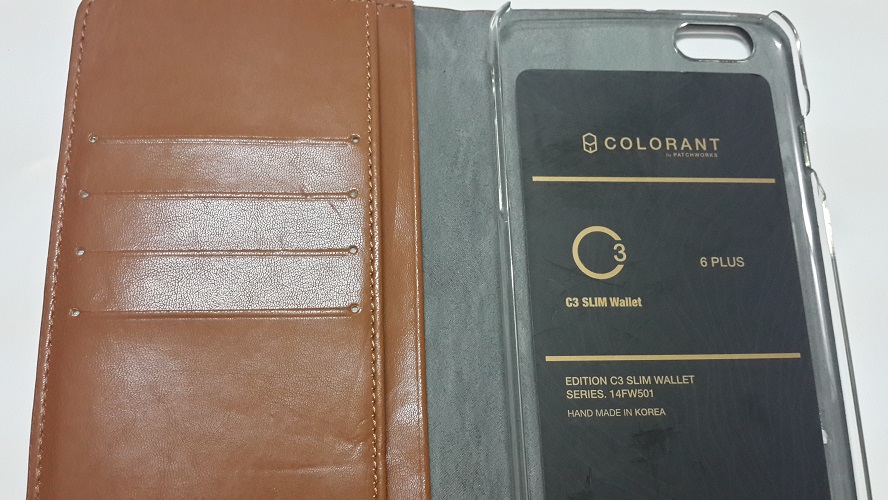 COLORANT
by PATCHWORKS
C3
6 PLUS
C3 SLIM Wallet
EDITION C3 SLIM WALLET
SERIES. 14FW501
HAND MADE IN KOREA